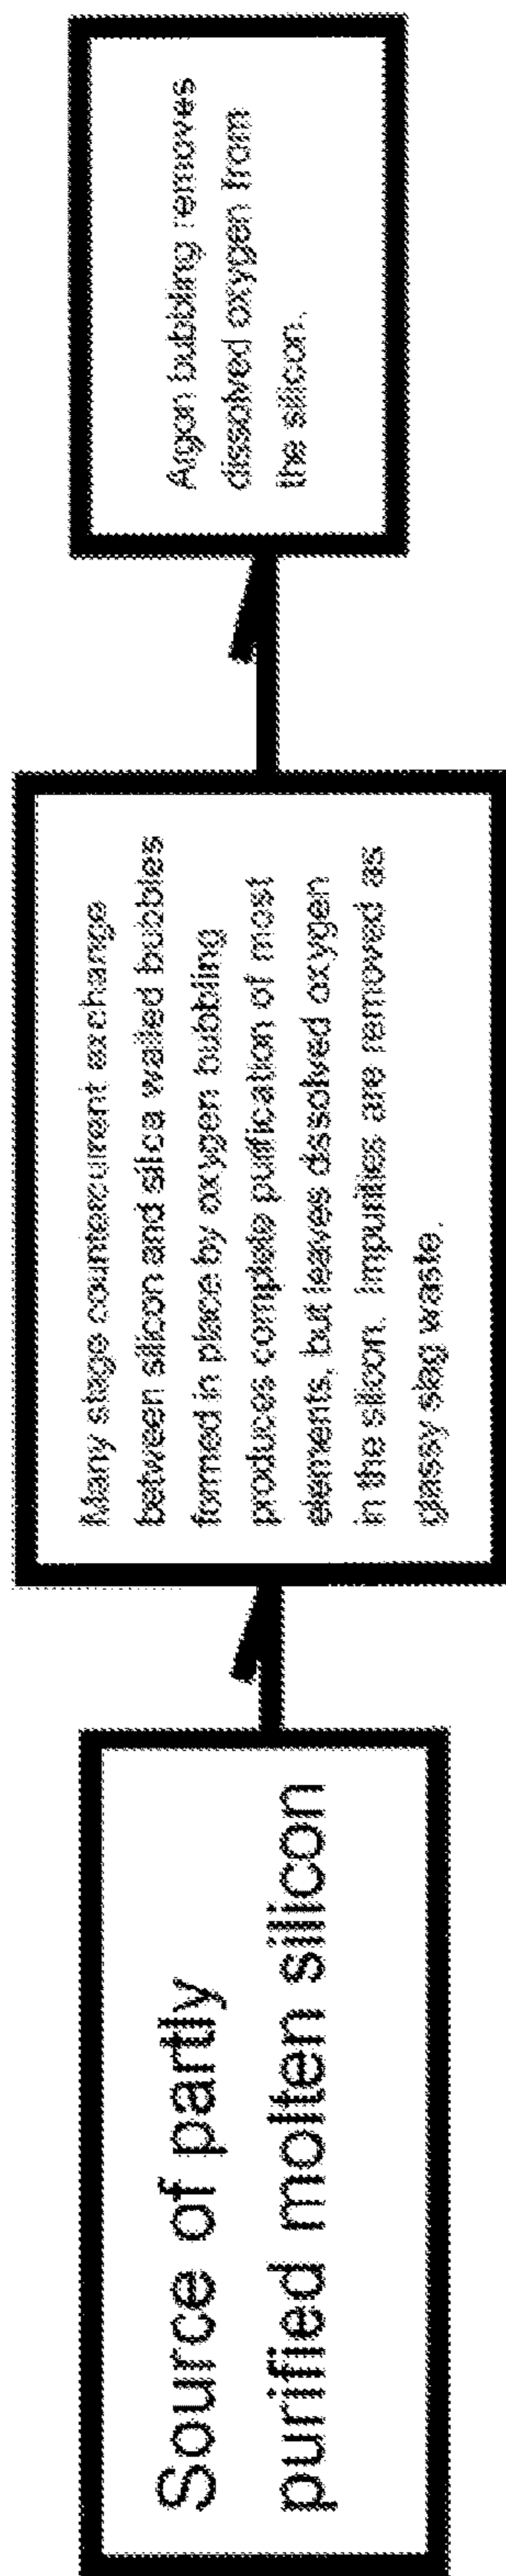 Source of partly
purified molten silicon
Many stage countercurrent exchange
between silicon and silica walled bubbles
formed in place by oxygen bubbling
produces complete purification of most
elements, but leaves dissolved oxygen
in the silicon. Impurities are removed as
glassy slag waste.
Argon bubbling removes
dissolved oxygen from
the silicon.